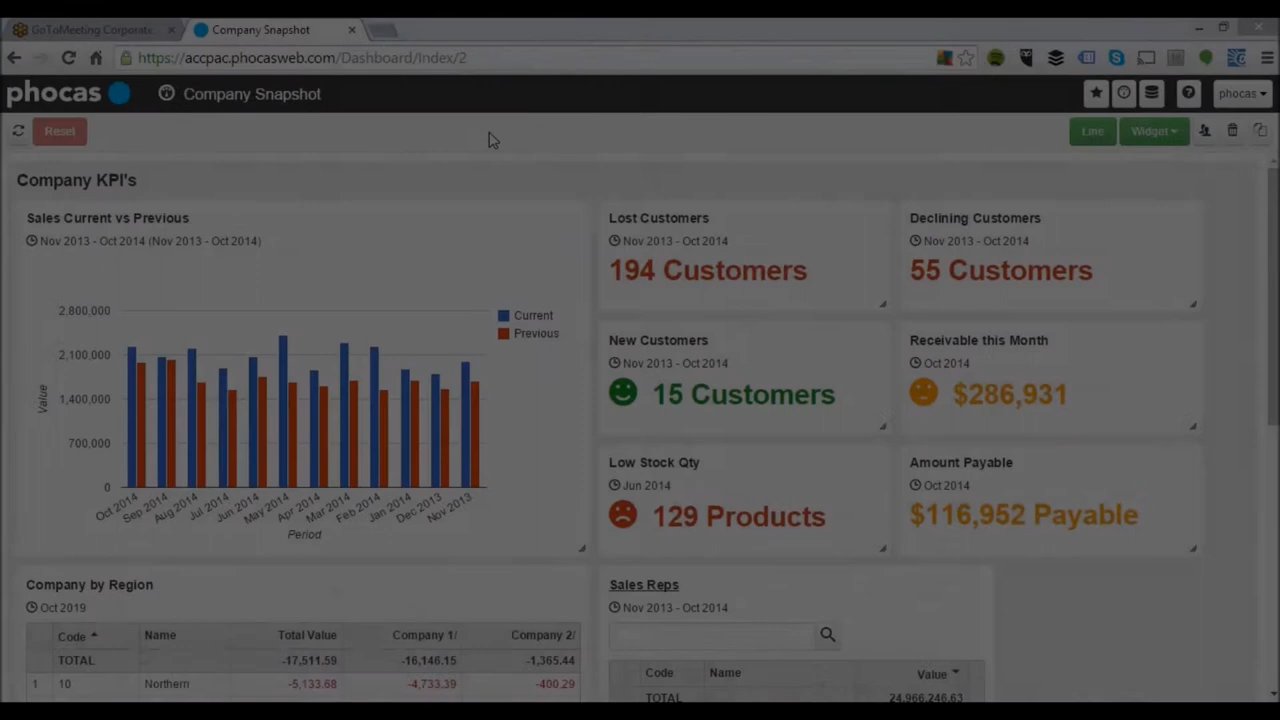 GoToMeeting Corporate
Company Snapshot
https://accpac.phocasweb.com/Dashboard/Index/2
phocas
Company Snapshot
phocas
Reset
Line
Widget
Company KPI's
Sales Current vs Previous
Nov 2013 - Oct 2014 (Nov 2013 - Oct 2014)
2,800,000
2,100,000
1,400,000
700,000
0
Value
Current
Previous
Oct 2014
Sep 2014
Aug 2014
Jul 2014
Jun 2014
May 2014
Apr 2014
Mar 2014
Feb 2014
Jan 2014
Dec 2013
Nov 2013
Period
Lost Customers
Nov 2013 - Oct 2014
194 Customers
Declining Customers
Nov 2013 - Oct 2014
55 Customers
New Customers
Nov 2013 - Oct 2014
15 Customers
Receivable this Month
Oct 2014
$286,931
Low Stock Qty
Jun 2014
129 Products
Amount Payable
Oct 2014
$116,952 Payable
Company by Region
Oct 2019
Code Name Total Value Company 1/ Company 2/
TOTAL -17,511.59 -16,146.15 -1,365.44
1 10 Northern -5,133.68 -4,733.39 -400.29
Sales Reps
Nov 2013 - Oct 2014
Code Name Value
TOTAL 24,966,246.63